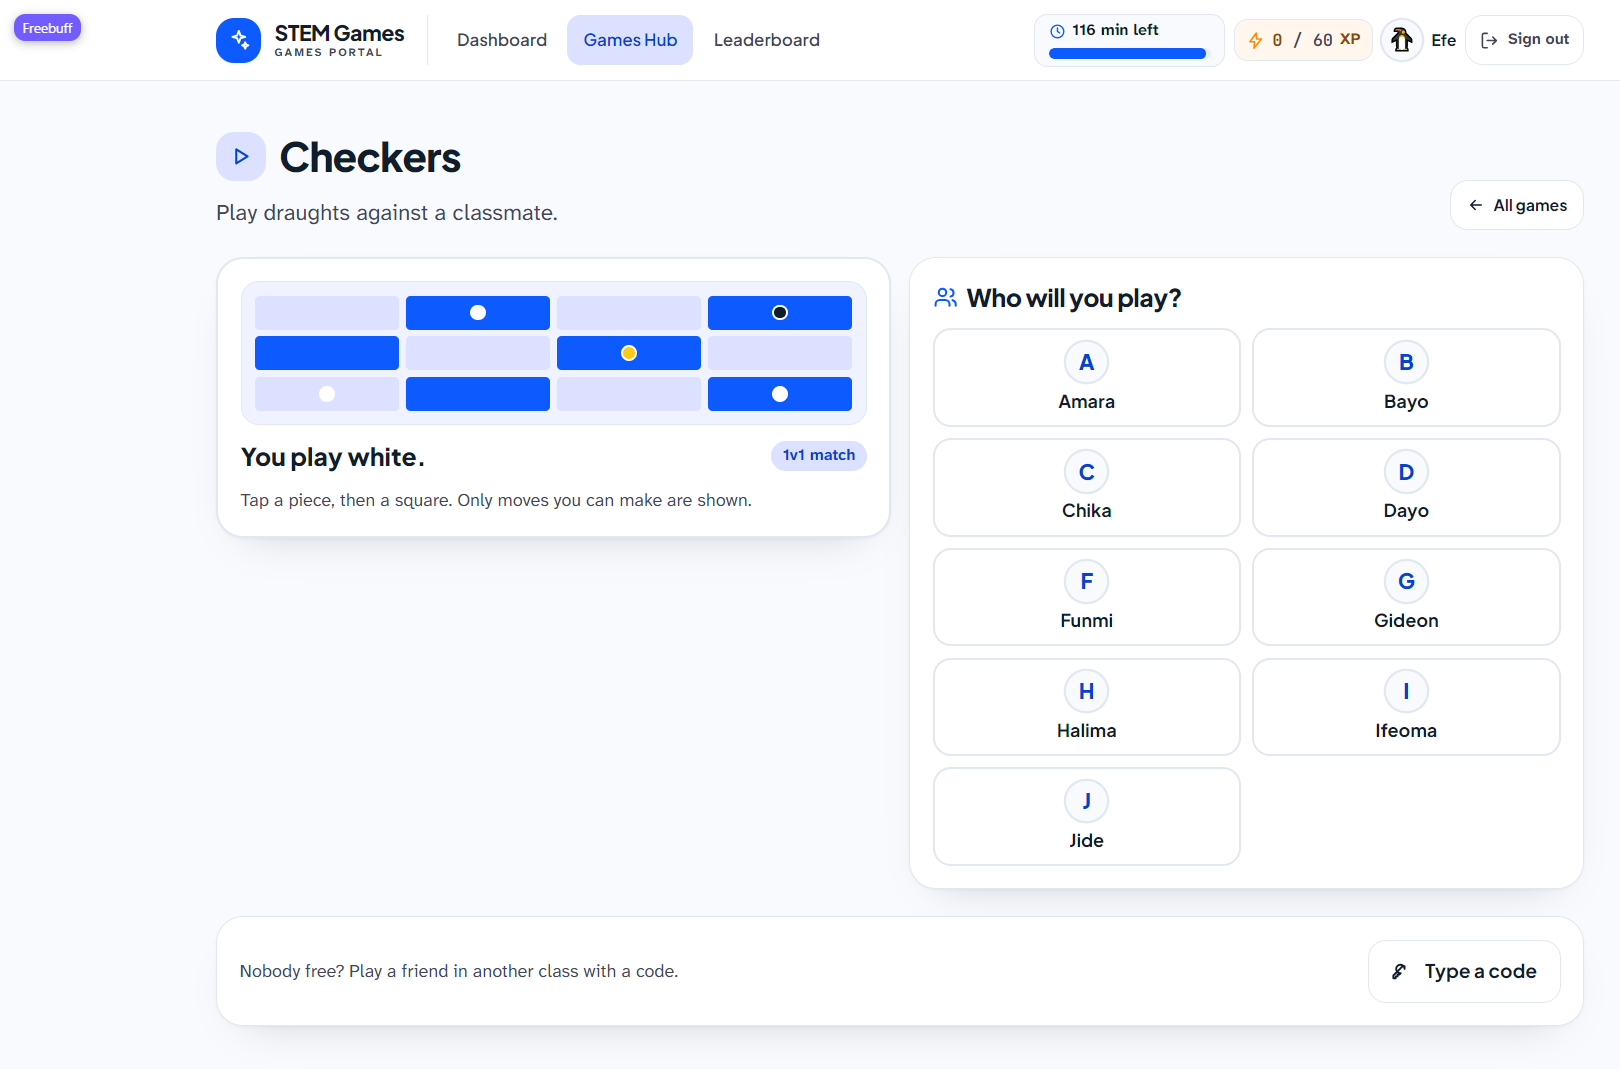 Freebuff
STEM Games
GAMES PORTAL
Dashboard
Games Hub
Leaderboard
116 min left
0 / 60 XP
Efe
Sign out
Checkers
Play draughts against a classmate.
All games
You play white.
1v1 match
Tap a piece, then a square. Only moves you can make are shown.
Who will you play?
A
Amara
B
Bayo
C
Chika
D
Dayo
F
Funmi
G
Gideon
H
Halima
I
Ifeoma
J
Jide
Nobody free? Play a friend in another class with a code.
Type a code